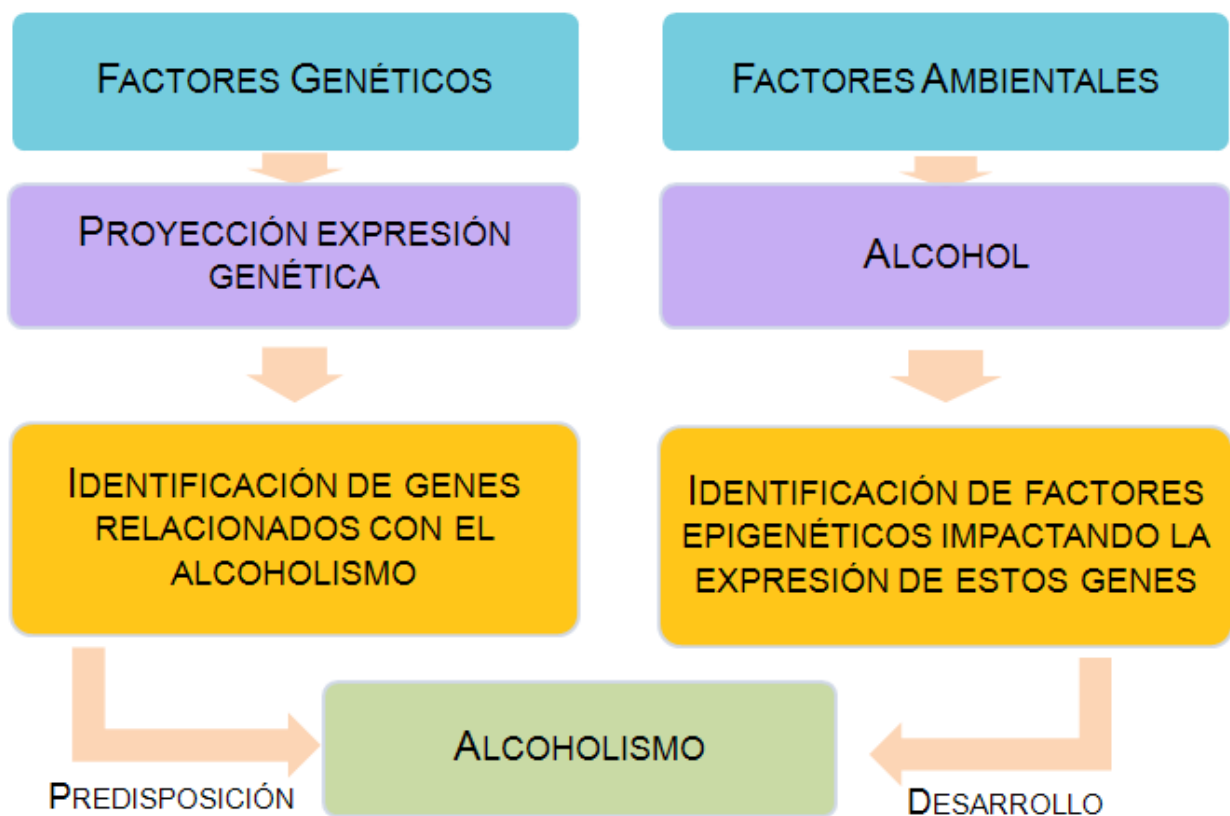 FACTORES GENÉTICOS
FACTORES AMBIENTALES
PROYECCIÓN EXPRESIÓN
GENÉTICA
ALCOHOL
IDENTIFICACIÓN DE GENES
RELACIONADOS CON EL
ALCOHOLISMO
IDENTIFICACIÓN DE FACTORES
EPIGENÉTICOS IMPACTANDO LA
EXPRESIÓN DE ESTOS GENES
ALCOHOLISMO
PREDISPOSICIÓN
DESARROLLO